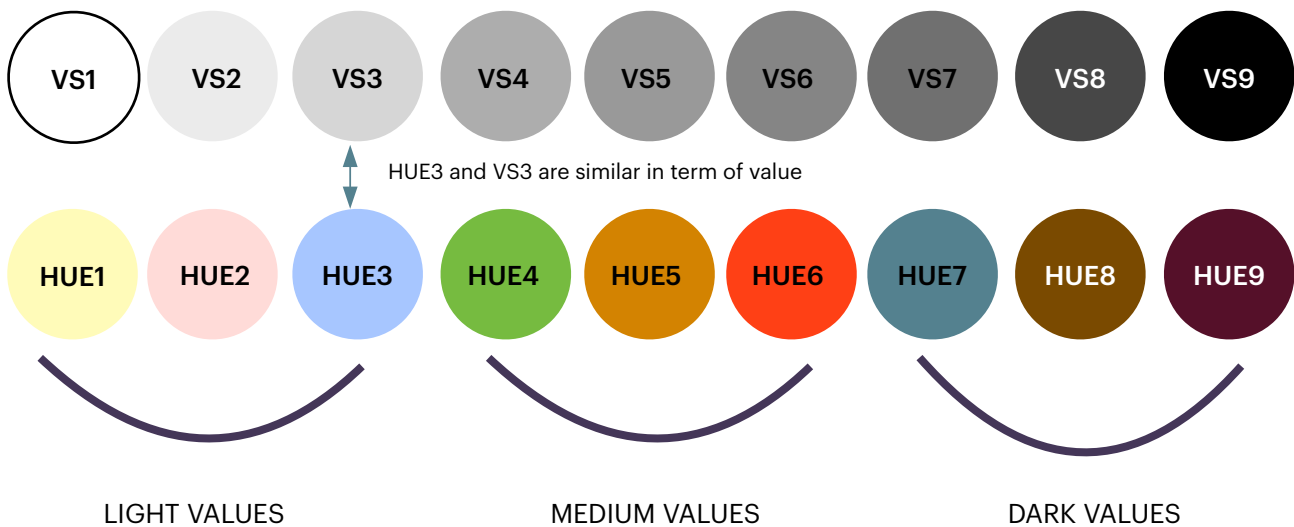 VS1 VS2 VS3 VS4 VS5 VS6 VS7 VS8 VS9
HUE3 and VS3 are similar in term of value
HUE1 HUE2 HUE3 HUE4 HUE5 HUE6 HUE7 HUE8 HUE9
LIGHT VALUES MEDIUM VALUES DARK VALUES